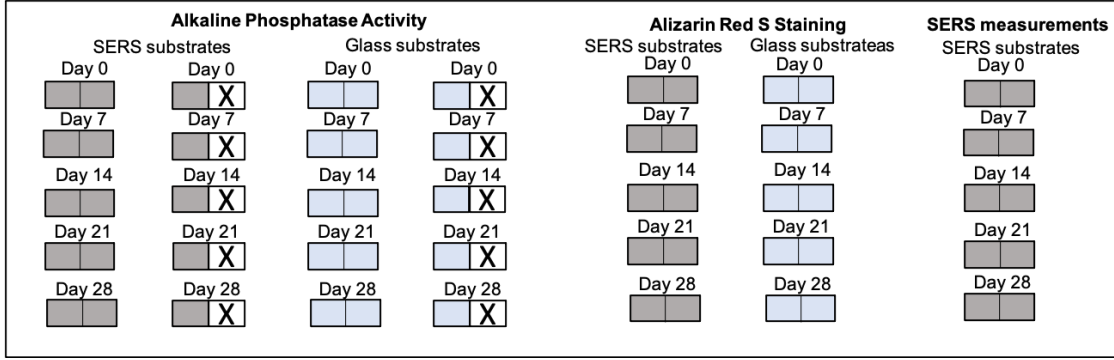 Alkaline Phosphatase Activity
SERS substrates Glass substrates
Day 0 Day 0 Day 0 Day 0
X X
Day 7 Day 7 Day 7 Day 7
X X
Day 14 Day 14 Day 14 Day 14
X X
Day 21 Day 21 Day 21 Day 21
X X
Day 28 Day 28 Day 28 Day 28
X X
Alizarin Red S Staining
SERS substrates Glass substrateas
Day 0 Day 0
Day 7 Day 7
Day 14 Day 14
Day 21 Day 21
Day 28 Day 28
SERS measurements
SERS substrates
Day 0
Day 7
Day 14
Day 21
Day 28